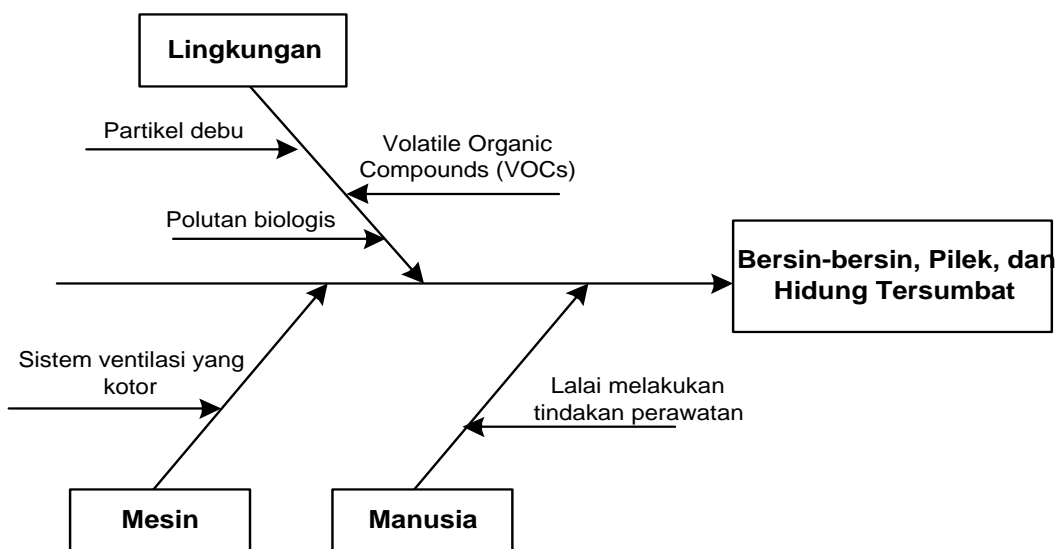 Lingkungan
Partikel debu
Volatile Organic
Compounds (VOCs)
Polutan biologis
Bersin-bersin, Pilek, dan
Hidung Tersumbat
Sistem ventilasi yang
kotor
Lalai melakukan
tindakan perawatan
Mesin
Manusia